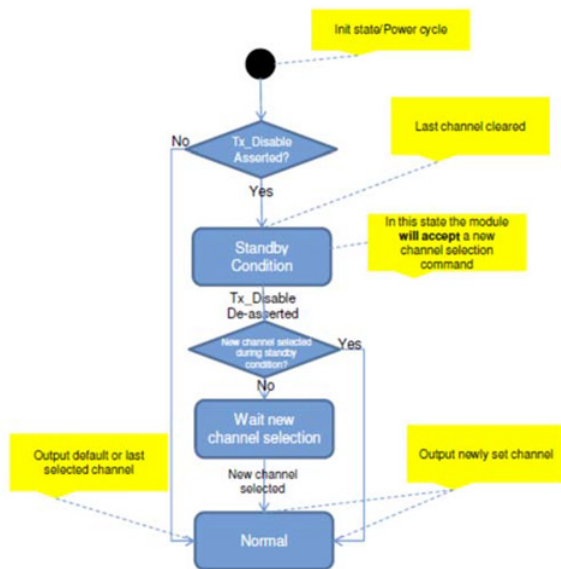 Init state/Power cycle
Tx_Disable
Asserted?
No
Yes
Last channel cleared
Standby
Condition
In this state the module
will accept a new
channel selection
command
Tx_Disable
De-asserted
New channel selected
during standby
condition?
Yes
No
Wait new
channel selection
Output default or last
selected channel
New channel
selected
Output newly set channel
Normal